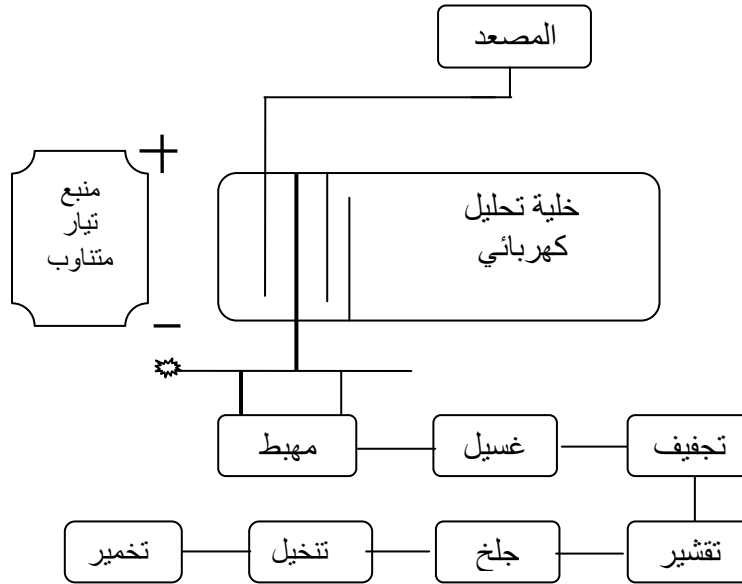 المصعد
+
منبع
تيار
متناوب
خلية تحليل
كهربائي
−
مهبط
غسيل
تجفيف
تقشير
جلخ
تنخيل
تخمير